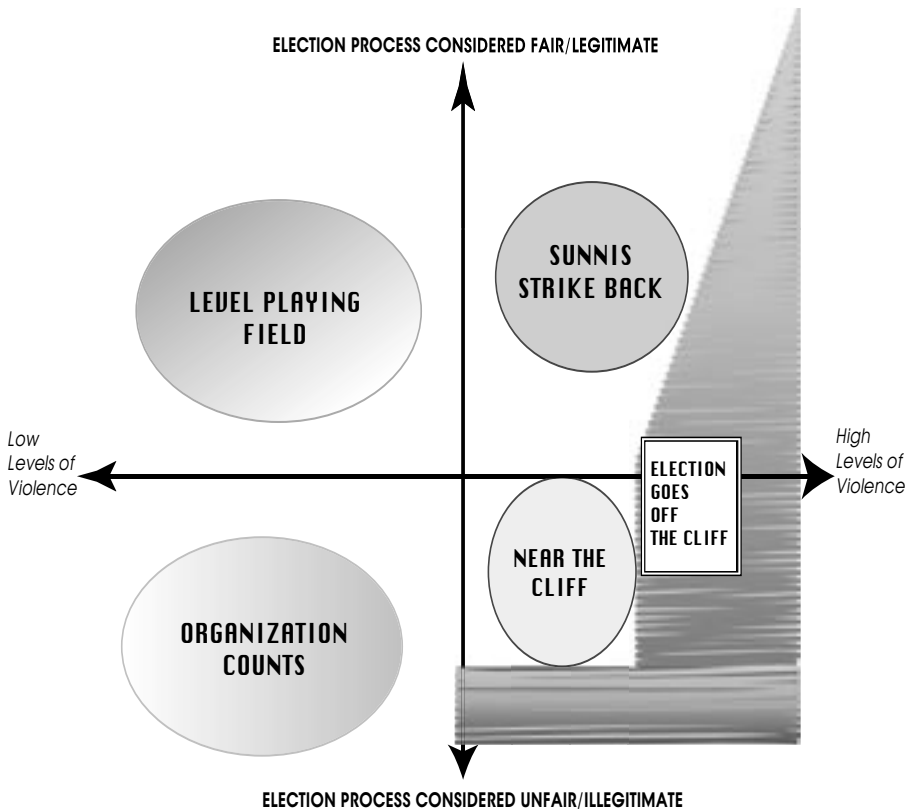 ELECTION PROCESS CONSIDERED FAIR/LEGITIMATE
SUNNIS
STRIKE BACK
LEVEL PLAYING
FIELD
Low
Levels of
Violence
High
Levels of
Violence
ELECTION
GOES
OFF
THE CLIFF
NEAR THE
CLIFF
ORGANIZATION
COUNTS
ELECTION PROCESS CONSIDERED UNFAIR/ILLEGITIMATE